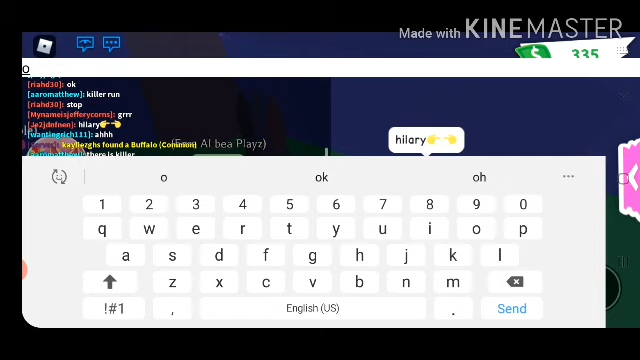 Made with KINEMASTER
335
o
[riahd30]: ok
[aaromatthew]: killer run
[riahd30]: stop
[Mynameisjefferycorns]: grrr
[Je2jdnfnen]: hilary👉👈
[wantingrich111]: ahhh
kayliezghs found a Buffalo (Common)
[aaromatthew]: there is killer
AI bea Playz)
hilary👉👈
o ok oh
1 2 3 4 5 6 7 8 9 0
q w e r t y u i o p
a s d f g h j k l
z x c v b n m
!#1 , English (US) . Send